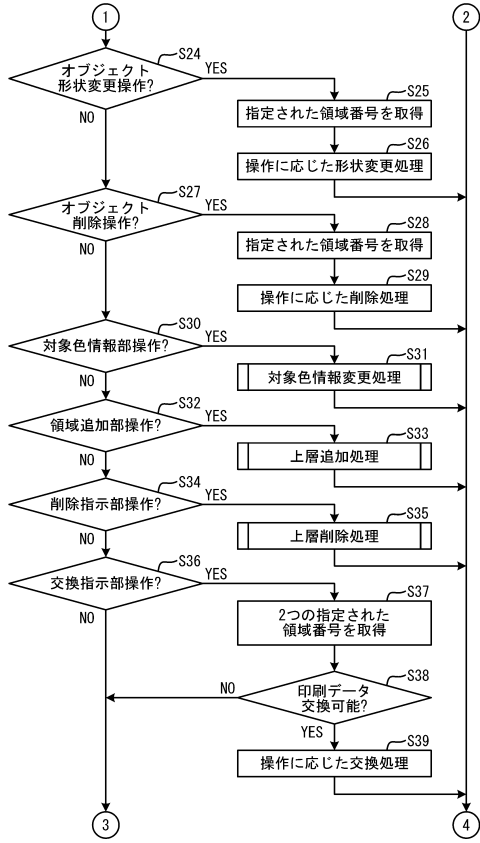 1
2
S24
オブジェクト
形状変更操作?
YES
NO
S25
指定された領域番号を取得
S26
操作に応じた形状変更処理
S27
オブジェクト
削除操作?
YES
NO
S28
指定された領域番号を取得
S29
操作に応じた削除処理
S30
対象色情報部操作?
YES
NO
S31
対象色情報変更処理
S32
領域追加部操作?
YES
NO
S33
上層追加処理
S34
削除指示部操作?
YES
NO
S35
上層削除処理
S36
交換指示部操作?
YES
NO
S37
2つの指定された
領域番号を取得
S38
印刷データ
交換可能?
NO
YES
S39
操作に応じた交換処理
3
4